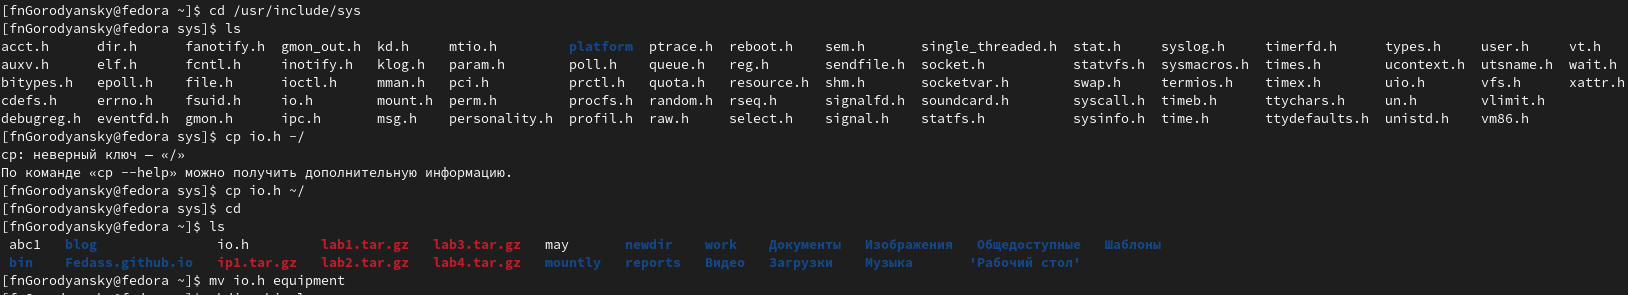 [fnGorodyansky@fedora ~]$ cd /usr/include/sys
[fnGorodyansky@fedora sys]$ ls
acct.h dir.h fanotify.h gmon_out.h kd.h mtio.h platform ptrace.h reboot.h sem.h single_threaded.h stat.h syslog.h timerfd.h types.h user.h vt.h
auxv.h elf.h fcntl.h inotify.h klog.h param.h poll.h queue.h reg.h sendfile.h socket.h statvfs.h sysmacros.h times.h ucontext.h utsname.h wait.h
bitypes.h epoll.h file.h ioctl.h mman.h pci.h prctl.h quota.h resource.h shm.h socketvar.h swap.h termios.h timex.h uio.h vfs.h xattr.h
cdefs.h errno.h fsuid.h io.h mount.h perm.h procfs.h random.h rseq.h signalfd.h soundcard.h syscall.h timeb.h ttychars.h un.h vlimit.h
debugreg.h eventfd.h gmon.h ipc.h msg.h personality.h profil.h raw.h select.h signal.h statfs.h sysinfo.h time.h ttydefaults.h unistd.h vm86.h
[fnGorodyansky@fedora sys]$ cp io.h -/
cp: неверный ключ — «/»
По команде «cp --help» можно получить дополнительную информацию.
[fnGorodyansky@fedora sys]$ cp io.h ~/
[fnGorodyansky@fedora sys]$ cd
[fnGorodyansky@fedora ~]$ ls
abc1 blog io.h lab1.tar.gz lab3.tar.gz may newdir work Документы Изображения Общедоступные Шаблоны
bin Fedass.github.io ip1.tar.gz lab2.tar.gz lab4.tar.gz mountly reports Видео Загрузки Музыка 'Рабочий стол'
[fnGorodyansky@fedora ~]$ mv io.h equipment